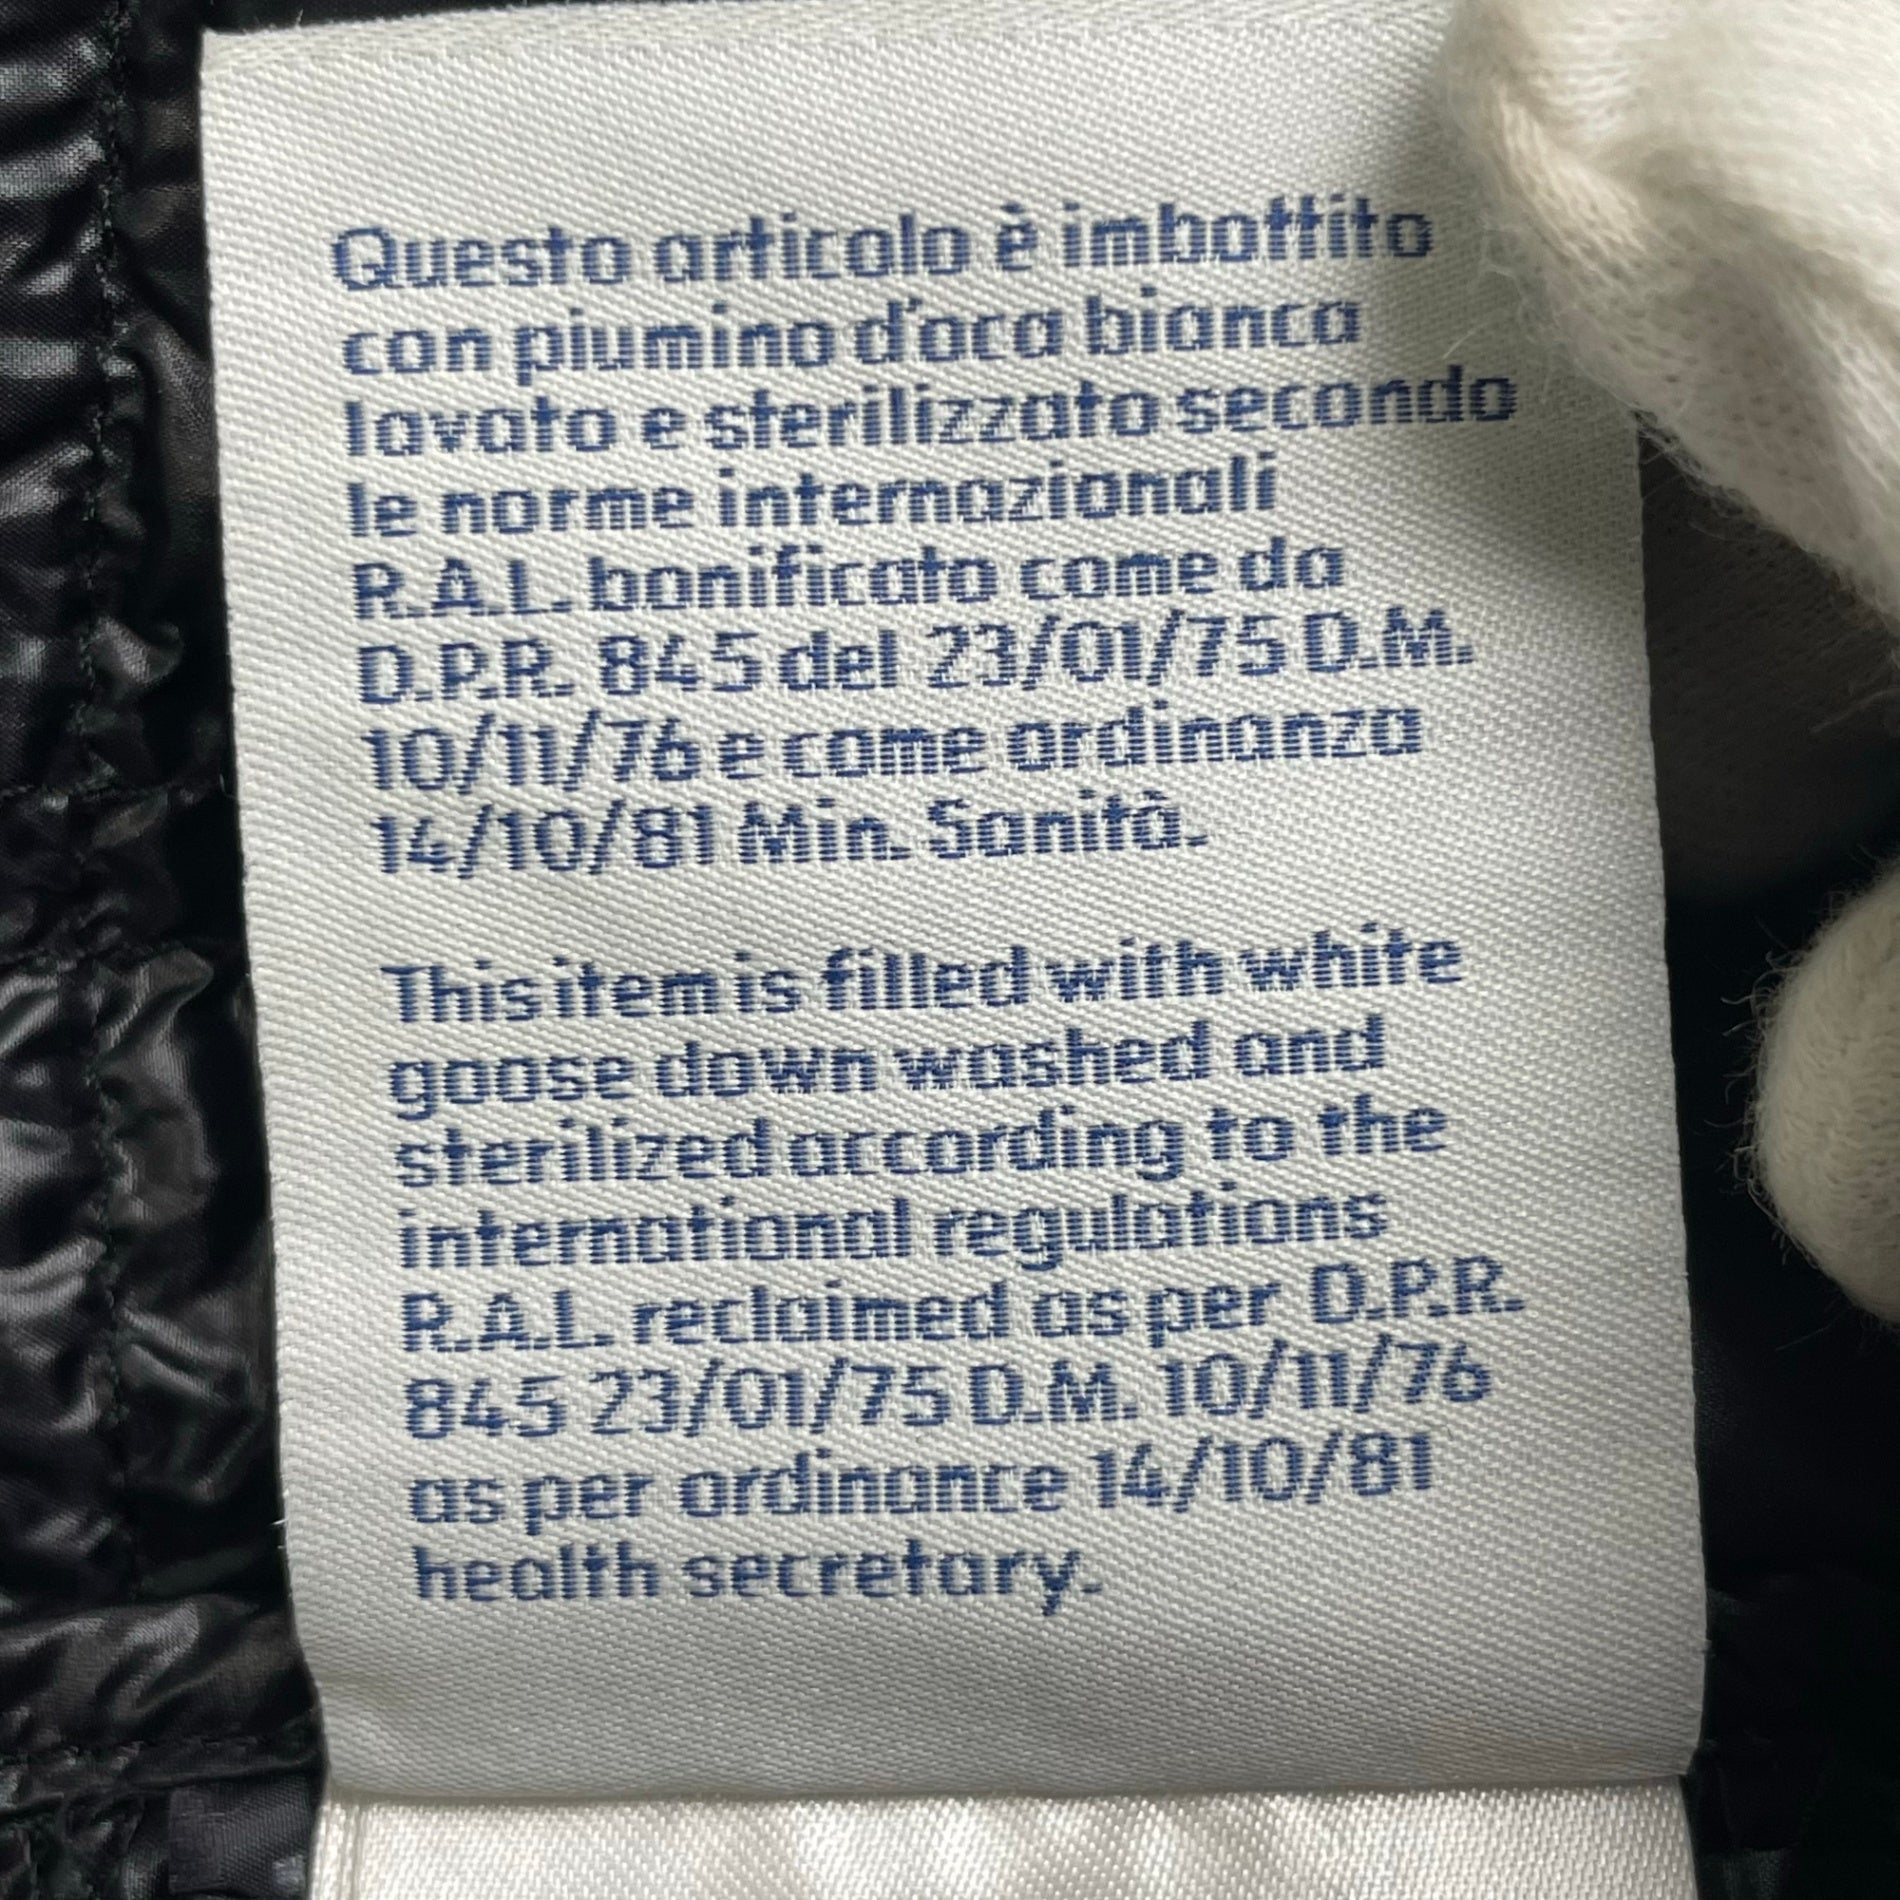 Questo articolo è imbottito
con piumino d'oca bianca
lavato e sterilizzato secondo
le norme internazionali
R.A.L. bonificato come da
D.P.R. 845 del 23/01/75 D.M.
10/11/76 e come ordinanza
14/10/81 Min. Sanità.
This item is filled with white
goose down washed and
sterilized according to the
international regulations
R.A.L. reclaimed as per D.P.R.
845 23/01/75 D.M. 10/11/76
as per ordinance 14/10/81
health secretary.